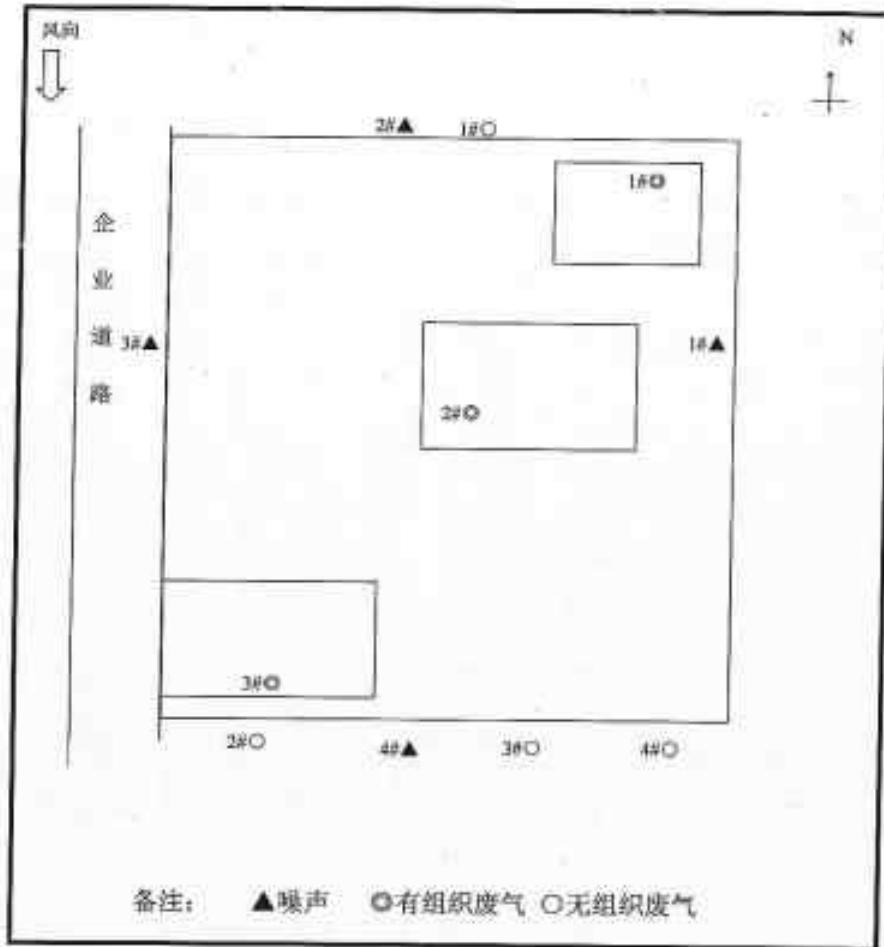 风向
N
2#▲ 1#○
1#◎
企
业
道
路
3#▲
1#▲
2#◎
3#◎
2#○ 4#▲ 3#○ 4#○
备注： ▲噪声 ◎有组织废气 ○无组织废气